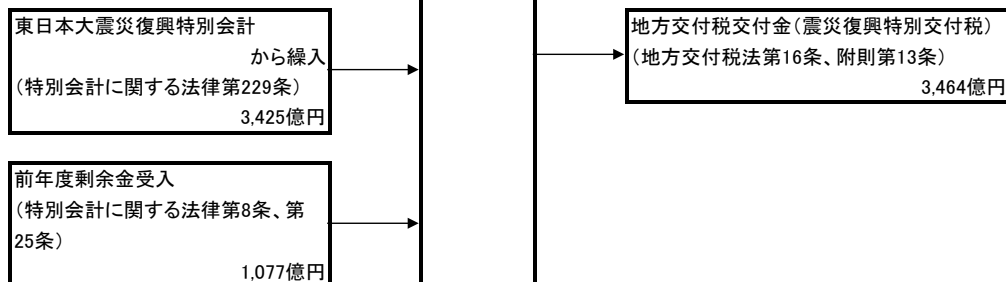 東日本大震災復興特別会計
から繰入
(特別会計に関する法律第229条)
3,425億円
前年度剰余金受入
(特別会計に関する法律第8条、第
25条)
1,077億円
地方交付税交付金(震災復興特別交付税)
(地方交付税法第16条、附則第13条)
3,464億円